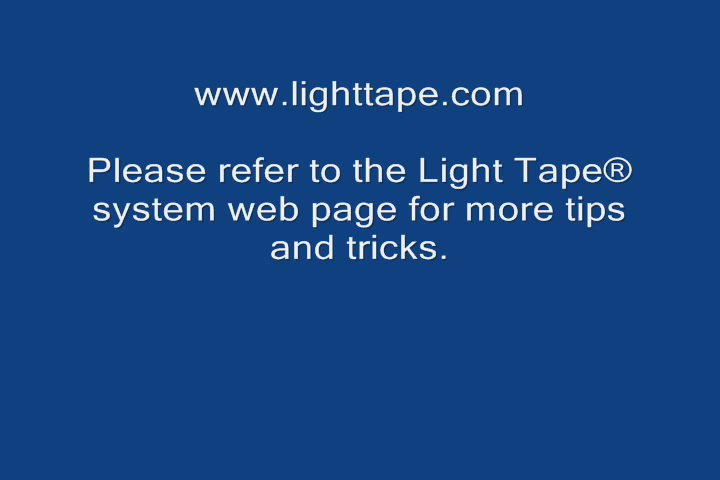 www.lighttape.com
Please refer to the Light Tape®
system web page for more tips
and tricks.